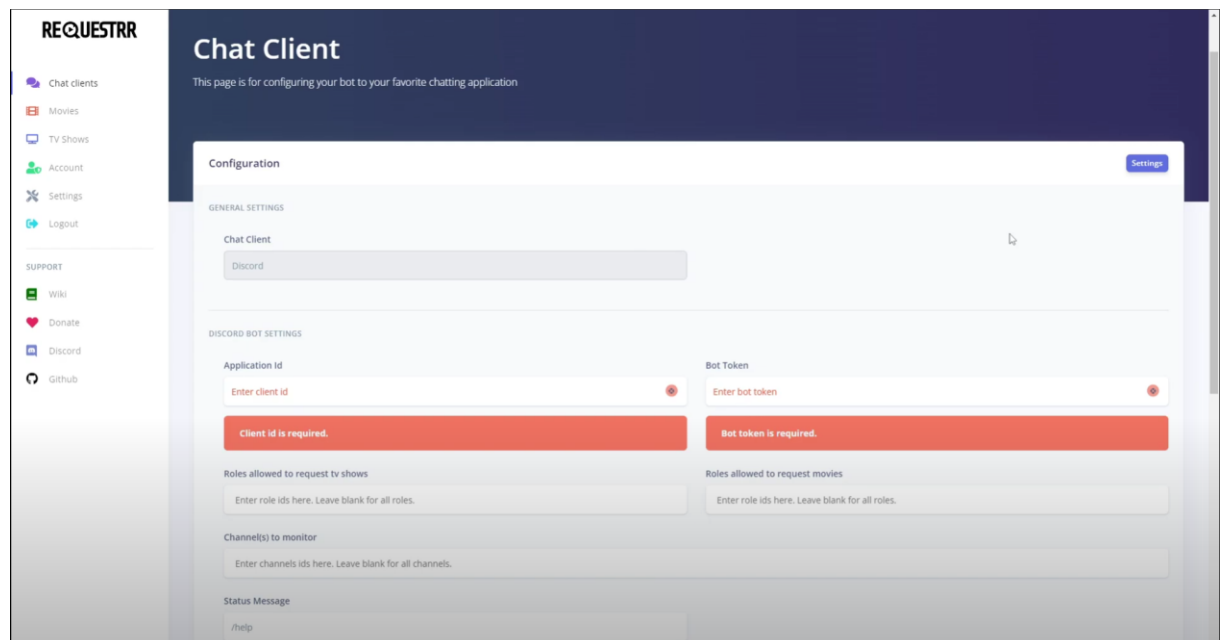 REQUESTRR
Chat clients
Movies
TV Shows
Account
Settings
Logout
SUPPORT
Wiki
Donate
Discord
Github
Chat Client
This page is for configuring your bot to your favorite chatting application
Configuration
Settings
GENERAL SETTINGS
Chat Client
Discord
DISCORD BOT SETTINGS
Application Id
Bot Token
Enter client id
Enter bot token
Client id is required.
Bot token is required.
Roles allowed to request tv shows
Roles allowed to request movies
Enter role ids here. Leave blank for all roles.
Enter role ids here. Leave blank for all roles.
Channel(s) to monitor
Enter channels ids here. Leave blank for all channels.
Status Message
/help